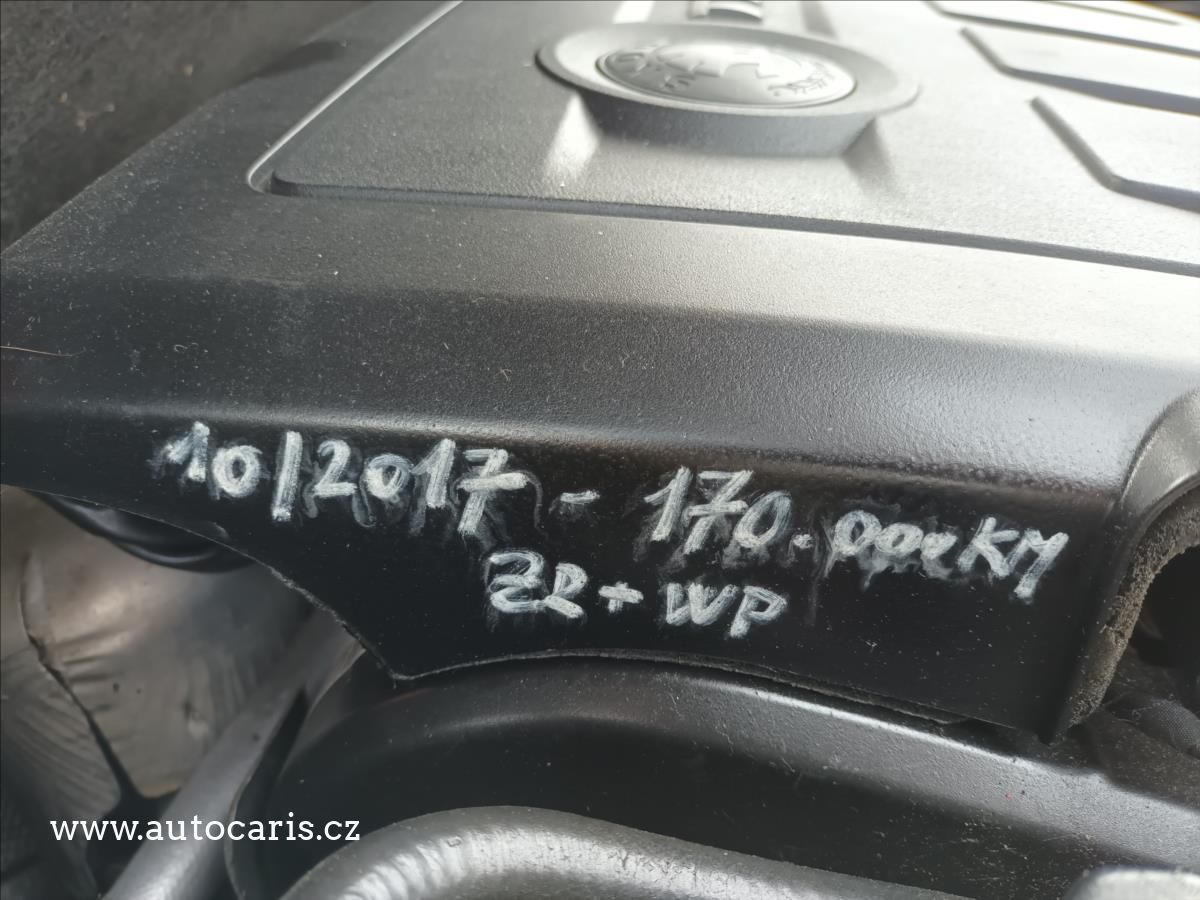 10/2017 - 170.000KM
ZR + WP
www.autocaris.cz